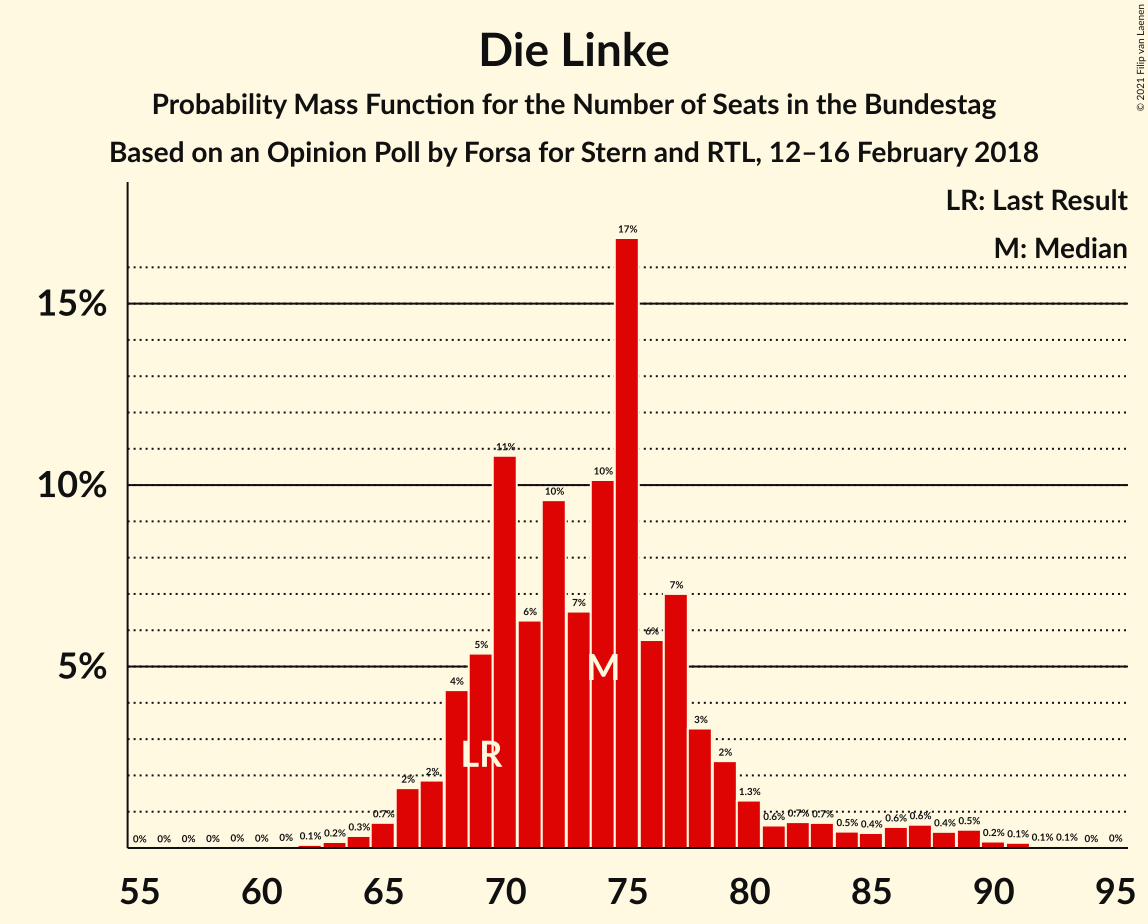 Die Linke
Probability Mass Function for the Number of Seats in the Bundestag
Based on an Opinion Poll by Forsa for Stern and RTL, 12–16 February 2018
© 2021 Filip van Laenen
LR: Last Result
M: Median
15%
10%
5%
0% 0% 0% 0% 0% 0% 0% 0.1% 0.2% 0.3% 0.7% 2% 2% 4% 5% 11% 6% 10% 7% 10% 17% 6% 7% 3% 2% 1.3% 0.6% 0.7% 0.7% 0.5% 0.4% 0.6% 0.6% 0.4% 0.5% 0.2% 0.1% 0.1% 0.1% 0% 0%
LR
M
55 60 65 70 75 80 85 90 95